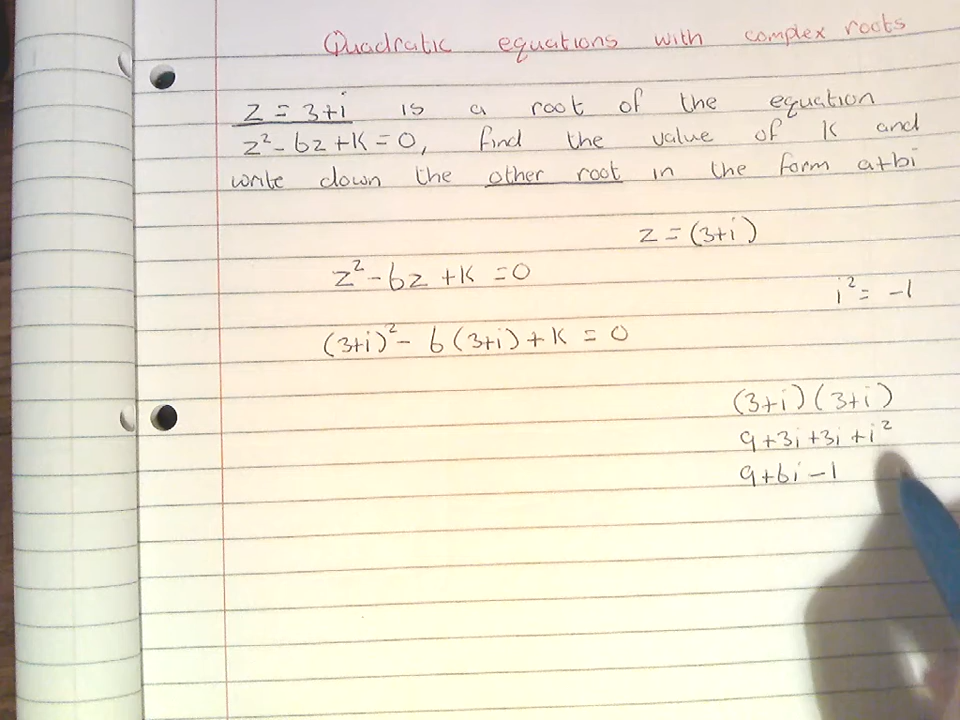 Quadratic equations with complex roots
z = 3+i is a root of the equation
z² - 6z + K = 0, find the value of K and
write down the other root in the form a+bi
z = (3+i)
z² - 6z + K = 0
i² = -1
(3+i)² - 6(3+i) + K = 0
(3+i)(3+i)
9 + 3i + 3i + i²
9 + 6i - 1